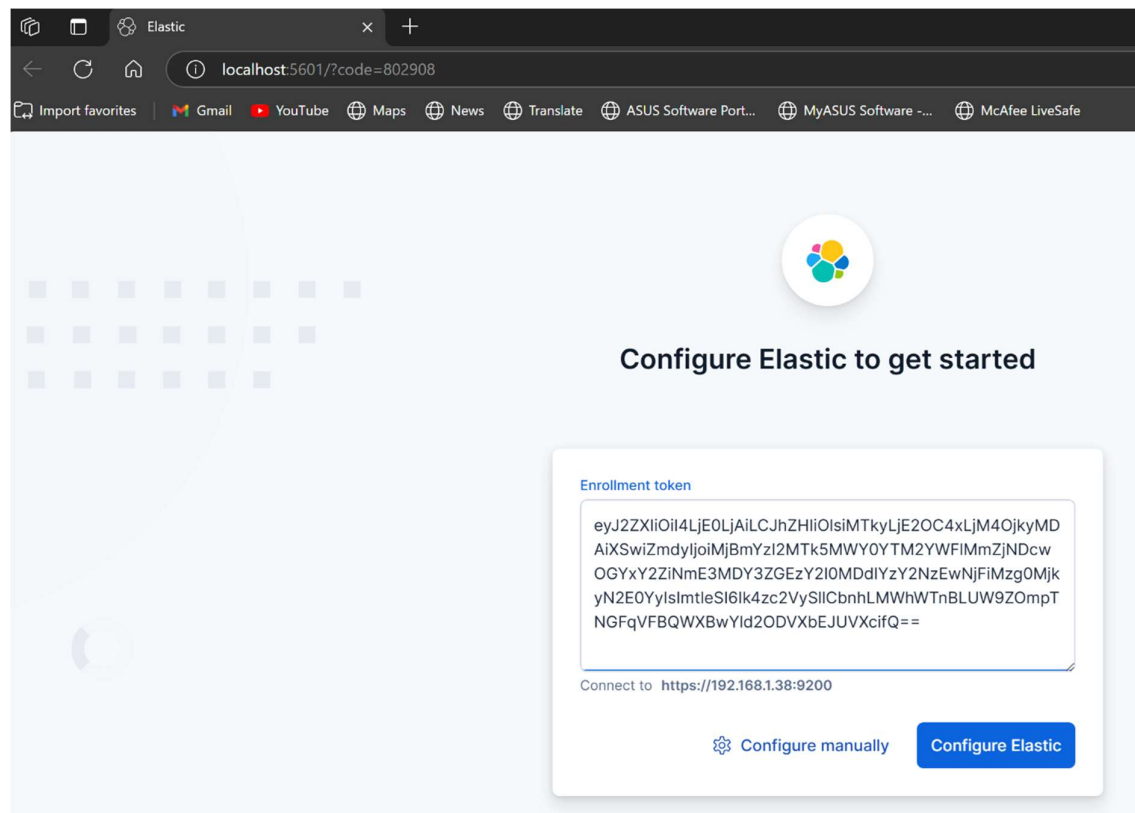 Elastic
localhost:5601/?code=802908
Import favorites
Gmail
YouTube
Maps
News
Translate
ASUS Software Port...
MyASUS Software -...
McAfee LiveSafe
Configure Elastic to get started
Enrollment token
eyJ2ZXIiOiI4LjE0LjAiLCJhZHIiOlsiMTkyLjE2OC4xLjM4OjkyMD
AiXSwiZmdyIjoiMjBmYzI2MTk5MWY0YTM2YWFlMmZjNDcw
OGYxY2ZiNmE3MDY3ZGEzY2I0MDdlYzY2NzEwNjFiMzg0Mjk
yN2E0YyIsImtleSI6Ik4zc2VySllCbnhLMWhWTnBLUW9ZOmpT
NGFqVFBQWXBwYld2ODVXbEJUVXcifQ==
Connect to https://192.168.1.38:9200
Configure manually
Configure Elastic